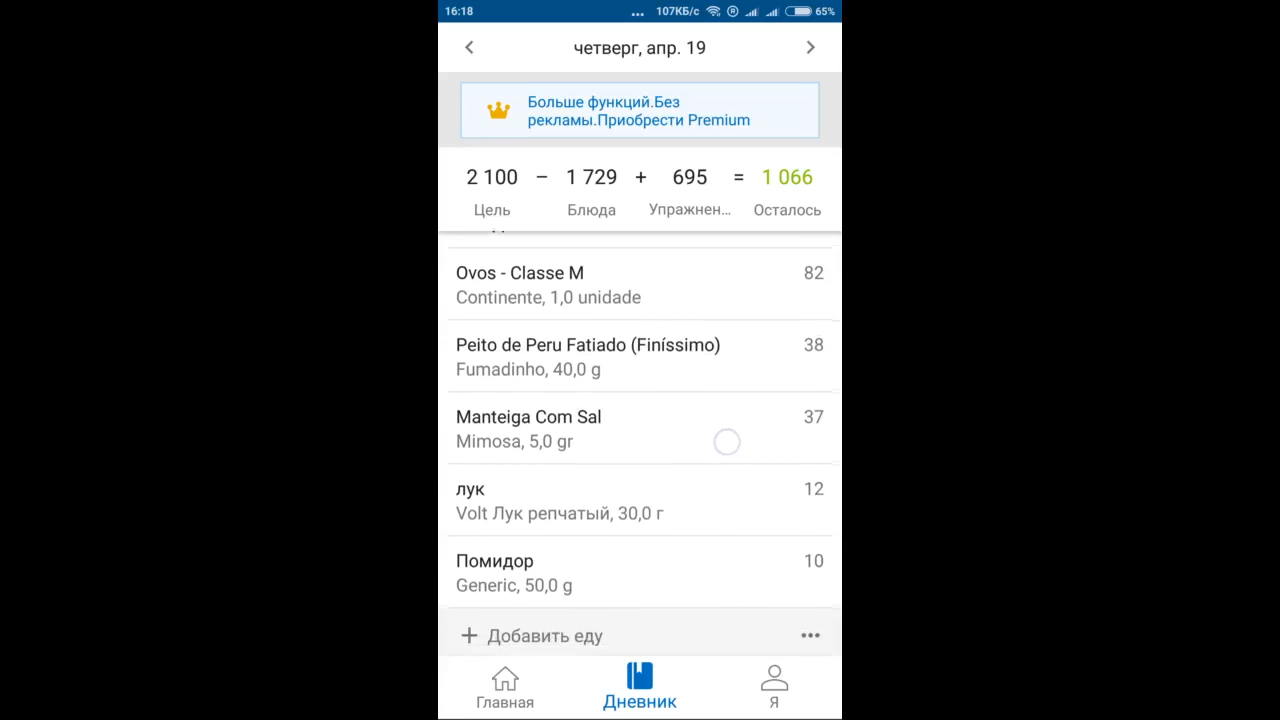 16:18 ... 107КБ/с 65%
четверг, апр. 19
Больше функций.Без
рекламы.Приобрести Premium
2 100 − 1 729 + 695 = 1 066
Цель Блюда Упражнен... Осталось
Ovos - Classe M 82
Continente, 1,0 unidade
Peito de Peru Fatiado (Finíssimo) 38
Fumadinho, 40,0 g
Manteiga Com Sal 37
Mimosa, 5,0 gr
лук 12
Volt Лук репчатый, 30,0 г
Помидор 10
Generic, 50,0 g
+ Добавить еду
Главная Дневник Я